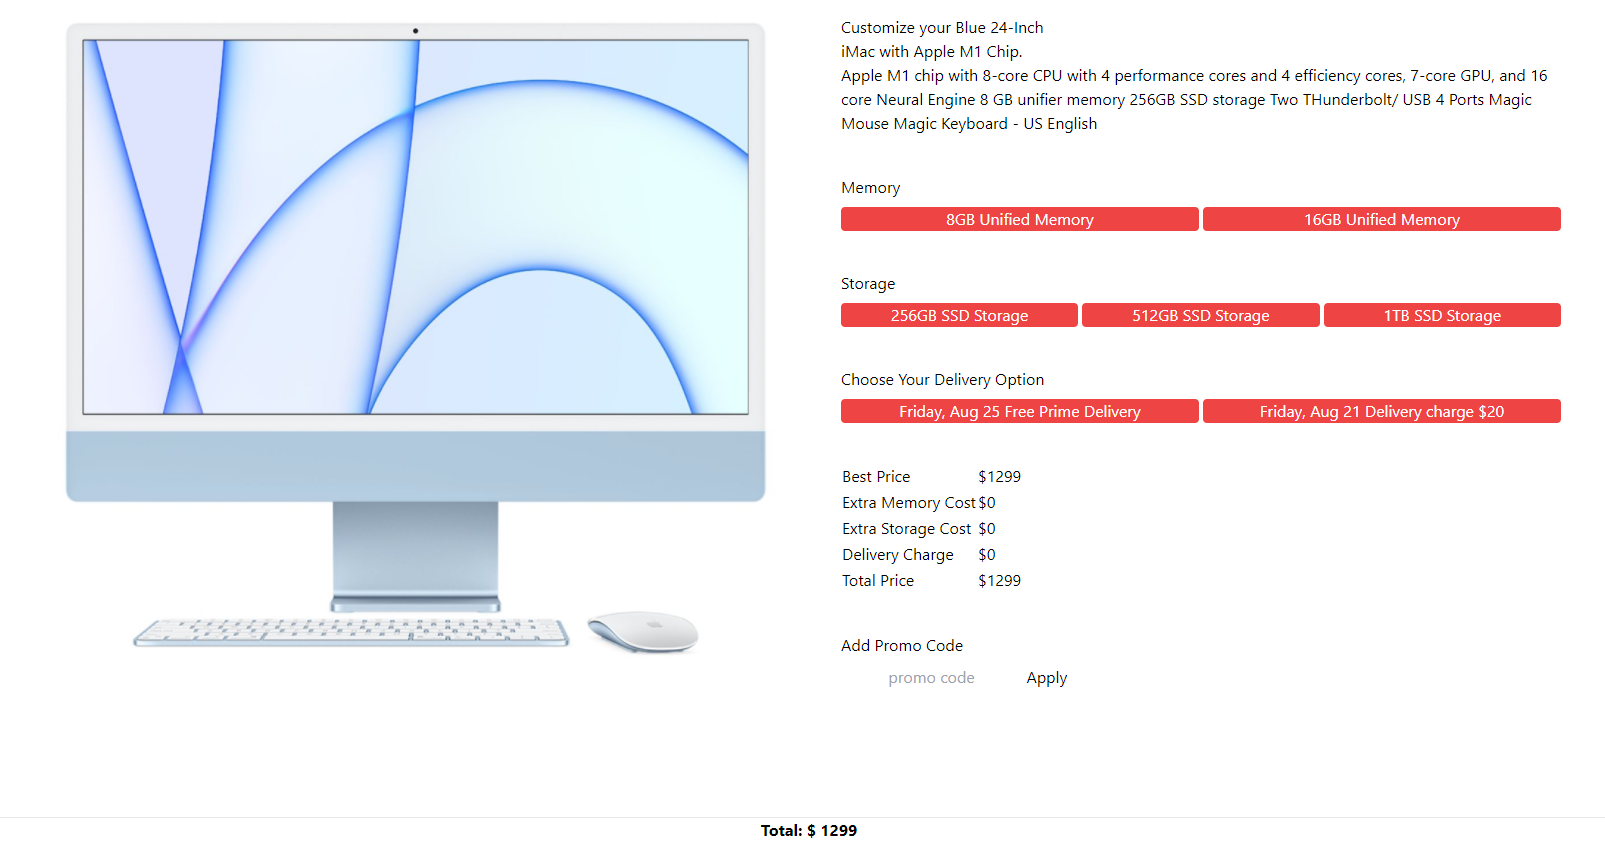 Customize your Blue 24-Inch
iMac with Apple M1 Chip.
Apple M1 chip with 8-core CPU with 4 performance cores and 4 efficiency cores, 7-core GPU, and 16
core Neural Engine 8 GB unifier memory 256GB SSD storage Two THunderbolt/ USB 4 Ports Magic
Mouse Magic Keyboard - US English
Memory
8GB Unified Memory 16GB Unified Memory
Storage
256GB SSD Storage 512GB SSD Storage 1TB SSD Storage
Choose Your Delivery Option
Friday, Aug 25 Free Prime Delivery Friday, Aug 21 Delivery charge $20
Best Price $1299
Extra Memory Cost $0
Extra Storage Cost $0
Delivery Charge $0
Total Price $1299
Add Promo Code
promo code Apply
Total: $ 1299